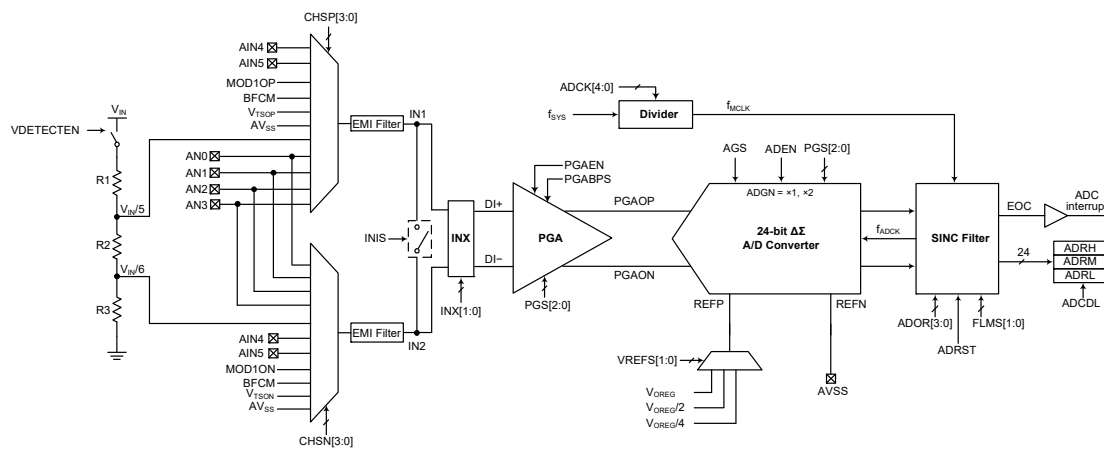 CHSP[3:0]
AIN4
AIN5
MOD1OP
BFCM
VTSOP
AVSS
VIN
VDETECTEN
R1
VIN/5
R2
VIN/6
R3
AN0
AN1
AN2
AN3
AIN4
AIN5
MOD1ON
BFCM
VTSON
AVSS
CHSN[3:0]
EMI Filter
IN1
INIS
EMI Filter
IN2
INX
INX[1:0]
DI+
DI−
PGAEN
PGABPS
PGA
PGS[2:0]
PGAOP
PGAON
ADCK[4:0]
fSYS
Divider
fMCLK
AGS
ADEN
PGS[2:0]
ADGN = ×1, ×2
24-bit ΔΣ
A/D Converter
REFP
REFN
VREFS[1:0]
VOREG
VOREG/2
VOREG/4
AVSS
fADCK
SINC Filter
ADOR[3:0]
FLMS[1:0]
ADRST
EOC
ADC
24
ADRH
ADRM
ADRL
ADCDL